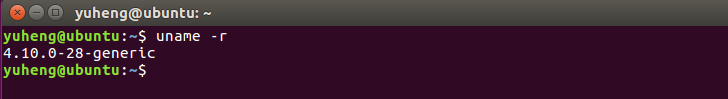 yuheng@ubuntu: ~
yuheng@ubuntu:~$ uname -r
4.10.0-28-generic
yuheng@ubuntu:~$